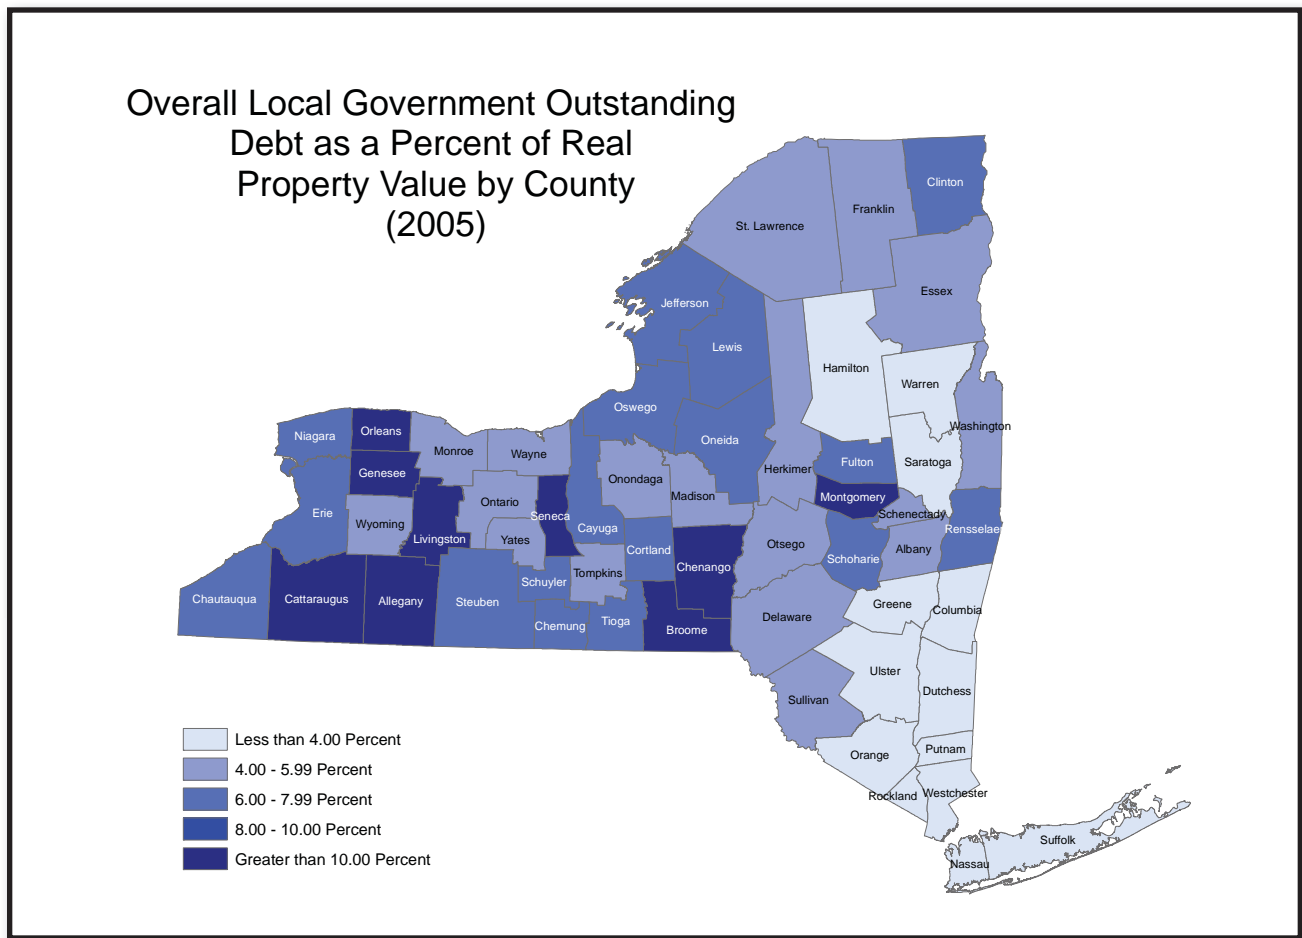 Overall Local Government Outstanding
Debt as a Percent of Real
Property Value by County
(2005)
Clinton
Franklin
St. Lawrence
Essex
Jefferson
Lewis
Hamilton
Warren
Oswego
Washington
Orleans
Niagara
Oneida
Monroe
Wayne
Saratoga
Fulton
Herkimer
Genesee
Onondaga
Madison
Montgomery
Ontario
Erie
Seneca
Schenectady
Wyoming
Cayuga
Rensselaer
Livingston
Yates
Otsego
Albany
Cortland
Schoharie
Chenango
Tompkins
Schuyler
Chautauqua
Cattaraugus
Allegany
Steuben
Greene
Columbia
Delaware
Tioga
Chemung
Broome
Ulster
Dutchess
Sullivan
Putnam
Orange
Rockland
Westchester
Suffolk
Nassau
Less than 4.00 Percent
4.00 - 5.99 Percent
6.00 - 7.99 Percent
8.00 - 10.00 Percent
Greater than 10.00 Percent